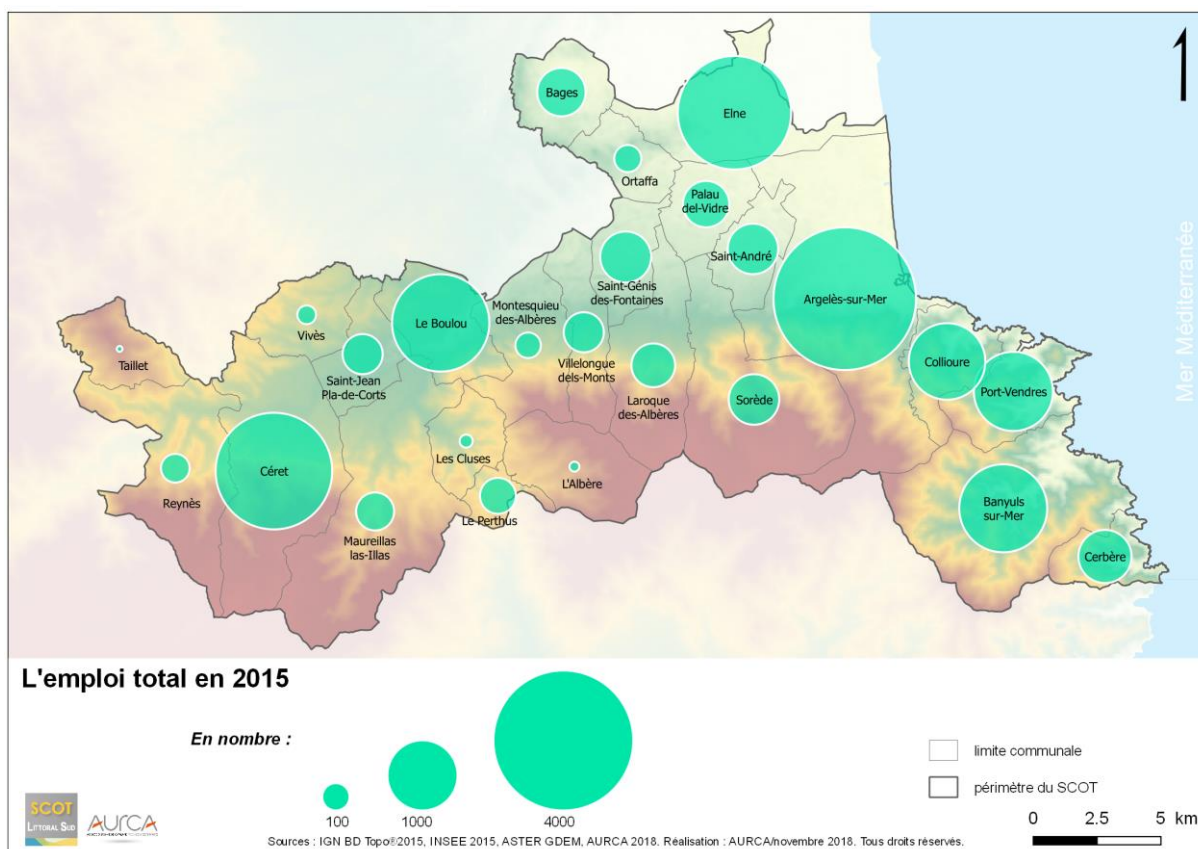 Bages
Elne
Ortaffa
Palau
del-Vidre
Saint-André
Saint-Génis
des-Fontaines
Mer Méditerranée
Argelès-sur-Mer
Montesquieu
des-Albères
Le Boulou
Vivès
Taillet
Saint-Jean
Pla-de-Corts
Villelongue
dels-Monts
Laroque
des-Albères
Sorède
Collioure
Port-Vendres
Céret
Les Cluses
L'Albère
Reynès
Le Perthus
Maureillas
las-Illas
Banyuls
sur-Mer
Cerbère
L'emploi total en 2015
En nombre :
100
1000
4000
limite communale
périmètre du SCOT
0 2.5 5 km
SCOT
LITTORAL SUD
AURCA
Sources : IGN BD Topo®2015, INSEE 2015, ASTER GDEM, AURCA 2018. Réalisation : AURCA/novembre 2018. Tous droits réservés.